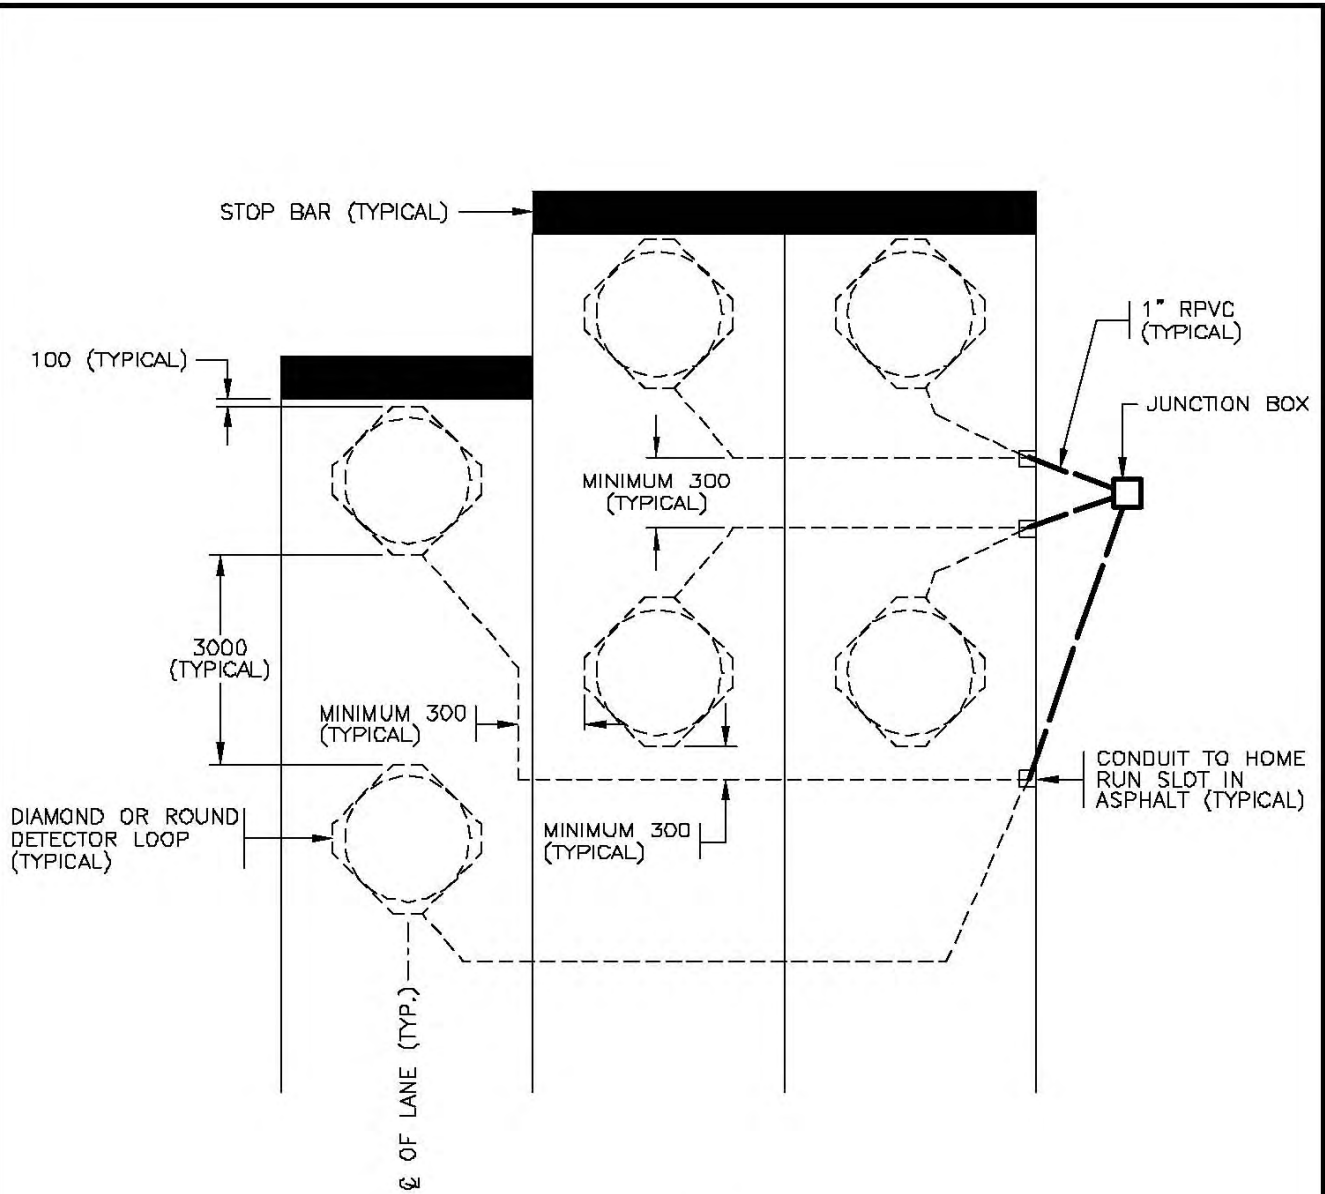 STOP BAR (TYPICAL)
1" RPVC
(TYPICAL)
100 (TYPICAL)
JUNCTION BOX
MINIMUM 300
(TYPICAL)
3000
(TYPICAL)
MINIMUM 300
(TYPICAL)
CONDUIT TO HOME
RUN SLOT IN
ASPHALT (TYPICAL)
DIAMOND OR ROUND
DETECTOR LOOP
(TYPICAL)
MINIMUM 300
(TYPICAL)
℄ OF LANE (TYP.)